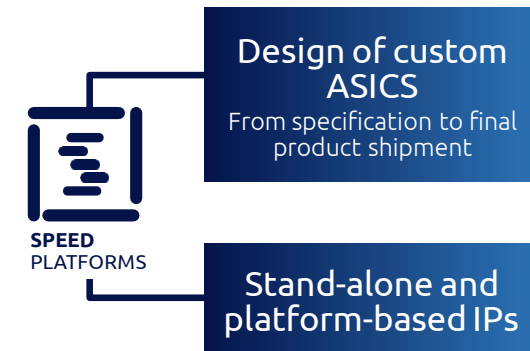 Design of custom
ASICS
From specification to final
product shipment
SPEED
PLATFORMS
Stand-alone and
platform-based IPs